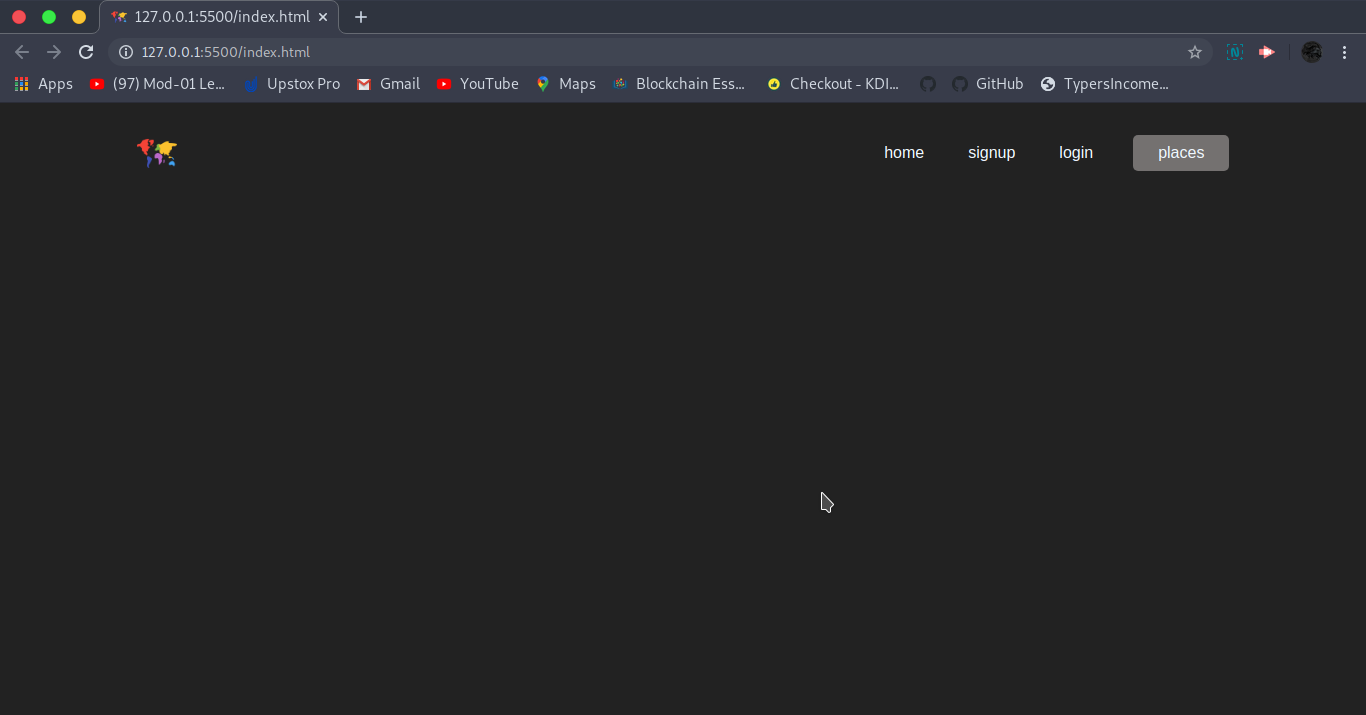 127.0.0.1:5500/index.html
127.0.0.1:5500/index.html
Apps (97) Mod-01 Le... Upstox Pro Gmail YouTube Maps Blockchain Ess... Checkout - KDI... GitHub TypersIncome...
home signup login places